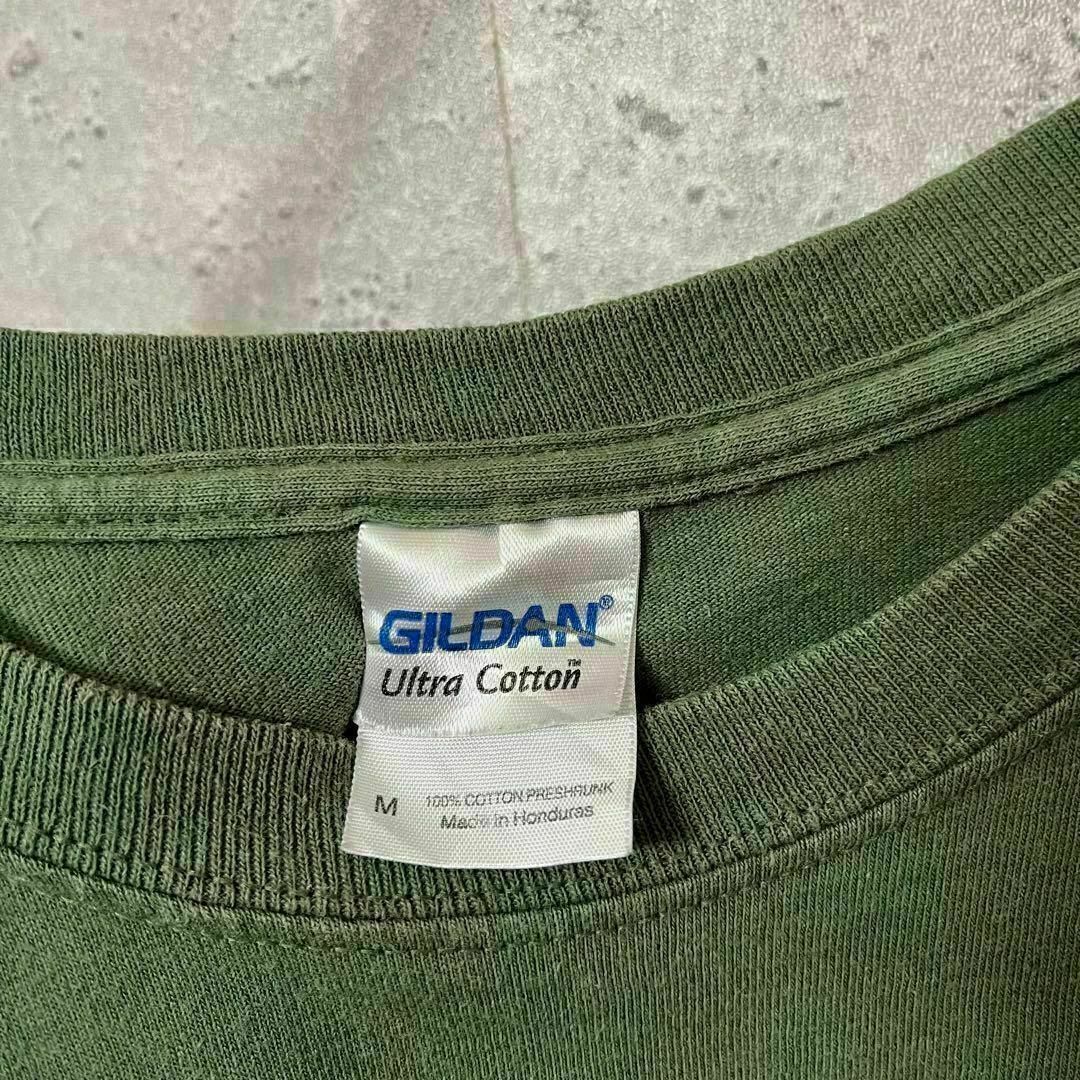 GILDAN®
Ultra Cotton™
M 100% COTTON PRESHRUNK
Made in Honduras